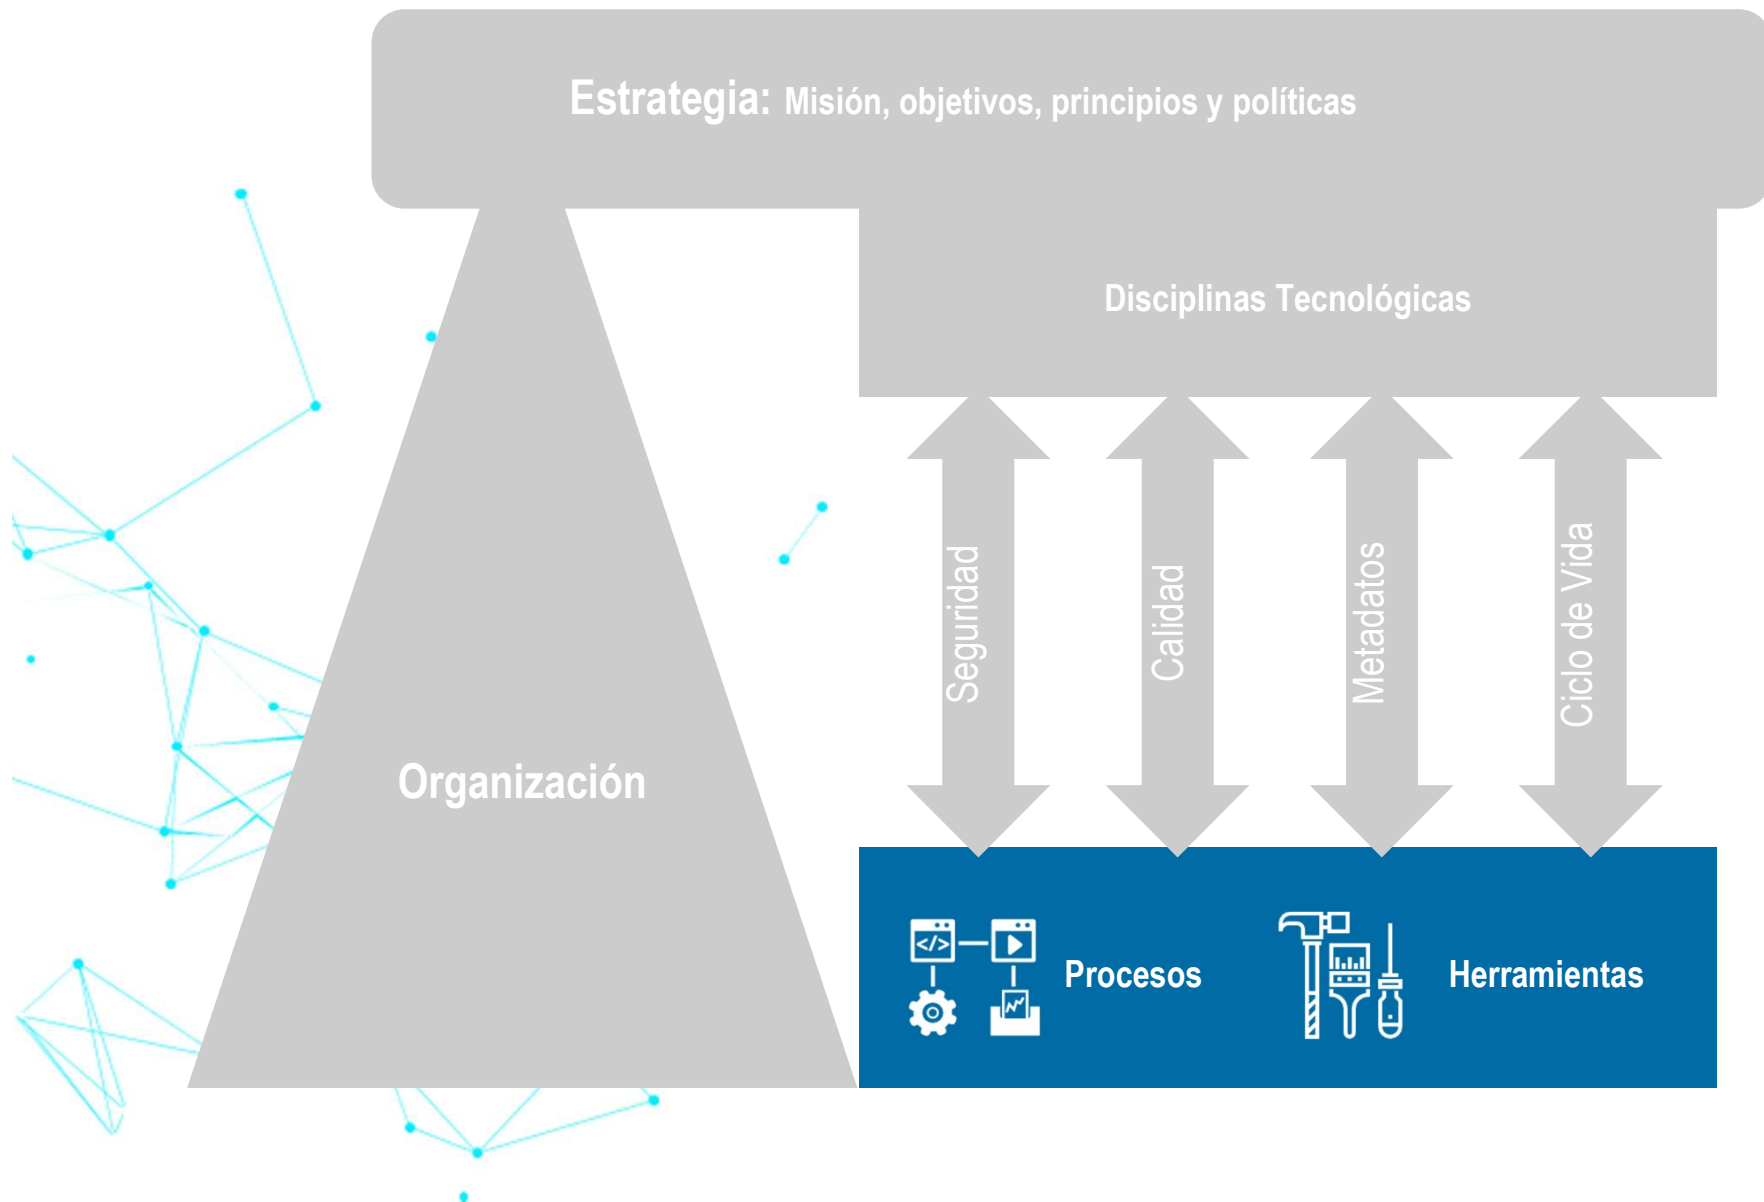 Estrategia: Misión, objetivos, principios y políticas
Disciplinas Tecnológicas
Seguridad
Calidad
Metadatos
Ciclo de Vida
Organización
</>
Procesos
Herramientas